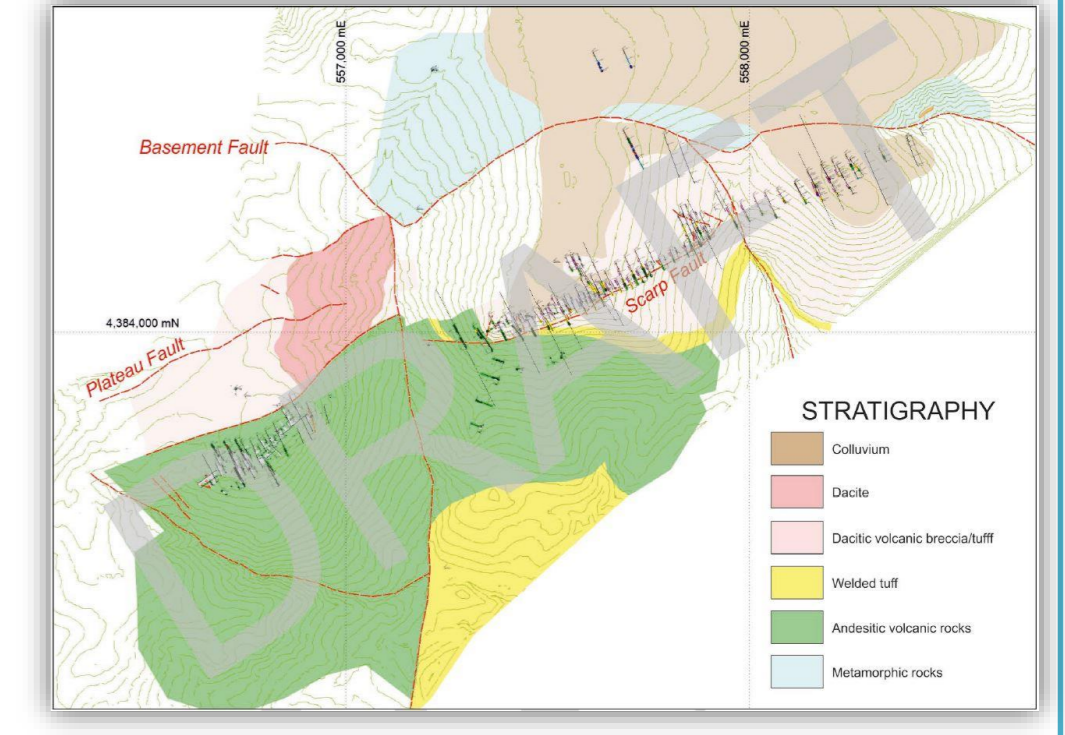 557,000 mE
558,000 mE
Basement Fault
Scarp Fault
4,384,000 mN
Plateau Fault
DRAFT
STRATIGRAPHY
Colluvium
Dacite
Dacitic volcanic breccia/tufff
Welded tuff
Andesitic volcanic rocks
Metamorphic rocks